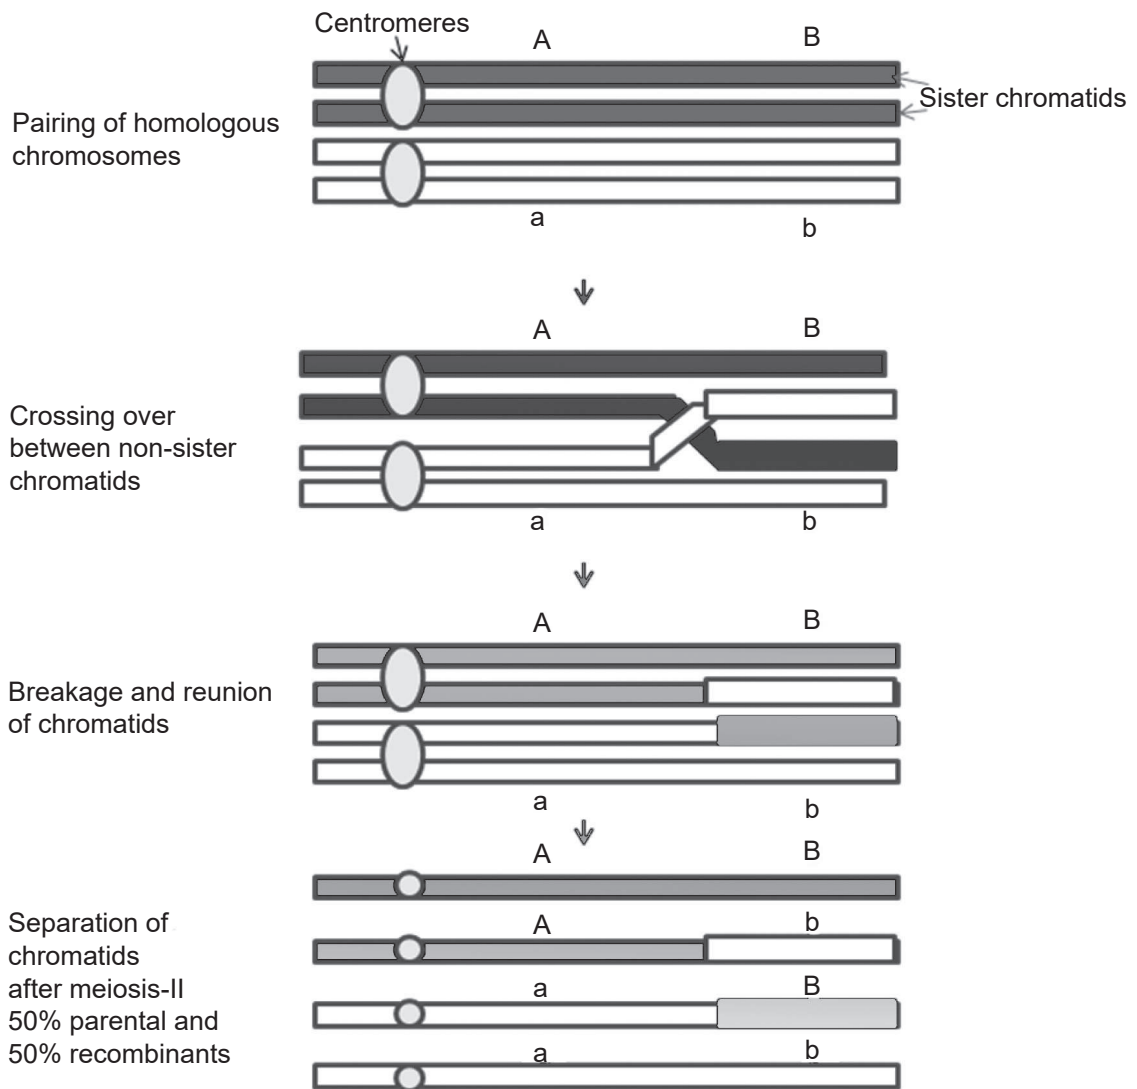 Centromeres
A B
Sister chromatids
Pairing of homologous
chromosomes
a b
A B
Crossing over
between non-sister
chromatids
a b
A B
Breakage and reunion
of chromatids
a b
A B
Separation of
chromatids
after meiosis-II
50% parental and
50% recombinants
A b
a B
a b